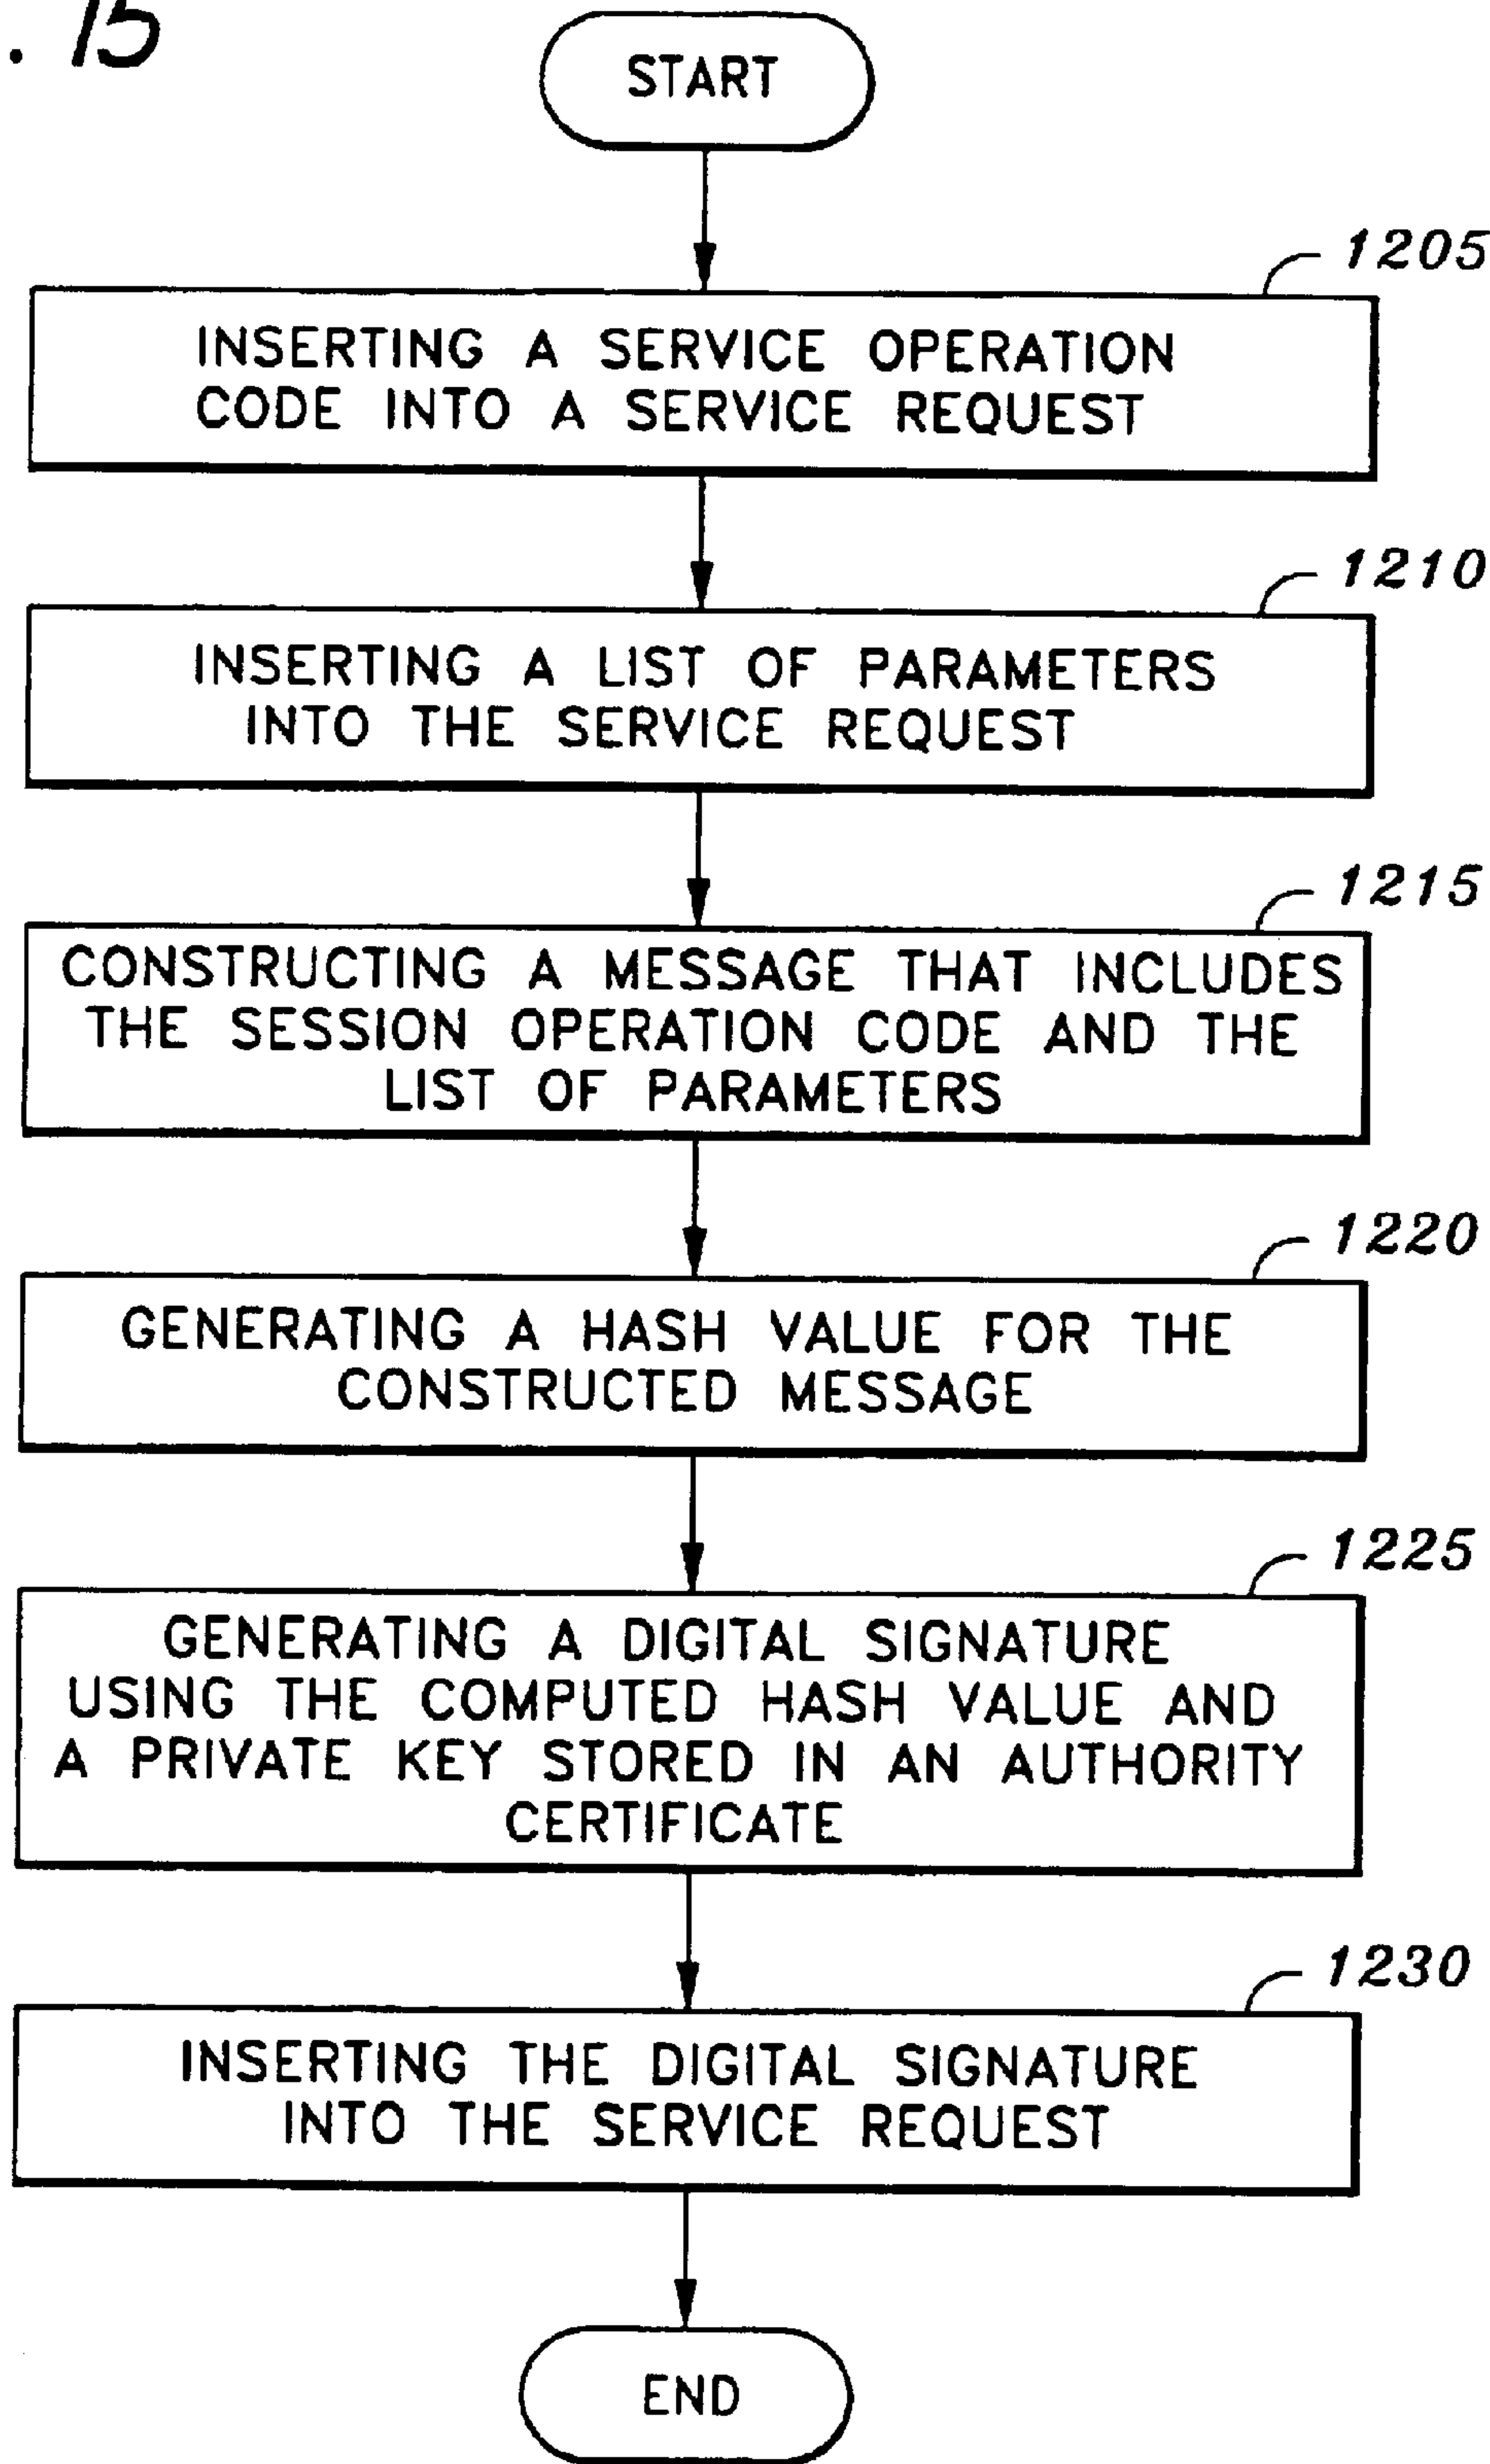 . 15
START
1205
INSERTING A SERVICE OPERATION
CODE INTO A SERVICE REQUEST
1210
INSERTING A LIST OF PARAMETERS
INTO THE SERVICE REQUEST
1215
CONSTRUCTING A MESSAGE THAT INCLUDES
THE SESSION OPERATION CODE AND THE
LIST OF PARAMETERS
1220
GENERATING A HASH VALUE FOR THE
CONSTRUCTED MESSAGE
1225
GENERATING A DIGITAL SIGNATURE
USING THE COMPUTED HASH VALUE AND
A PRIVATE KEY STORED IN AN AUTHORITY
CERTIFICATE
1230
INSERTING THE DIGITAL SIGNATURE
INTO THE SERVICE REQUEST
END